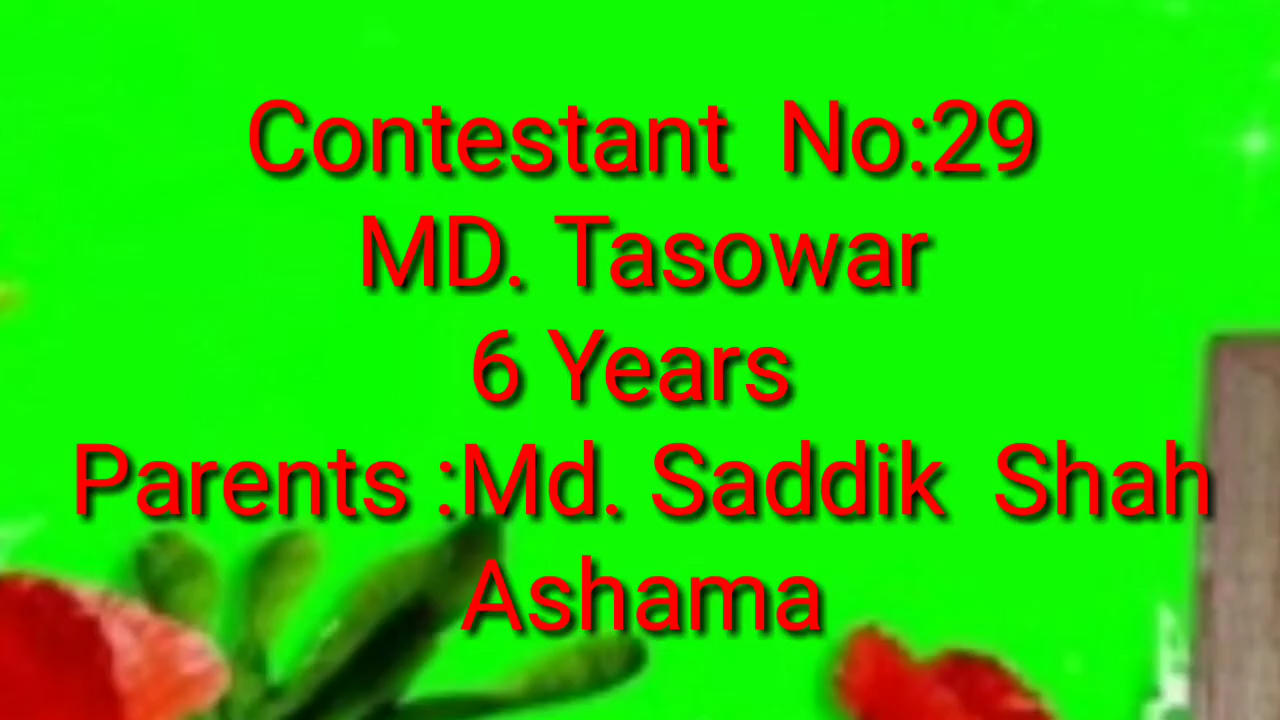 Contestant No:29
MD. Tasowar
6 Years
Parents :Md. Saddik Shah
Ashama